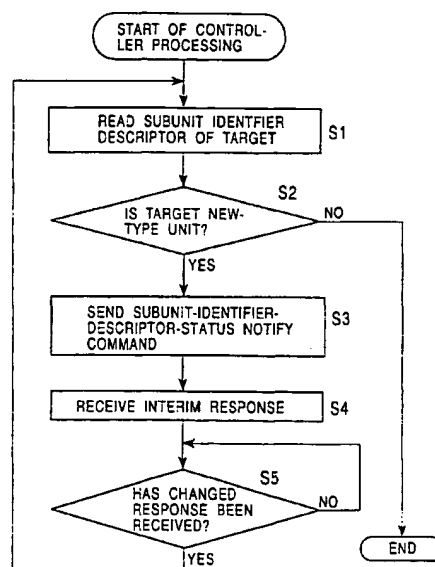 START OF CONTROL-
LER PROCESSING
READ SUBUNIT IDENTFIER
DESCRIPTOR OF TARGET
S1
S2
IS TARGET NEW-
TYPE UNIT?
NO
YES
SEND SUBUNIT-IDENTIFIER-
DESCRIPTOR-STATUS NOTIFY
COMMAND
S3
RECEIVE INTERIM RESPONSE
S4
S5
HAS CHANGED
RESPONSE BEEN
RECEIVED?
NO
YES
END